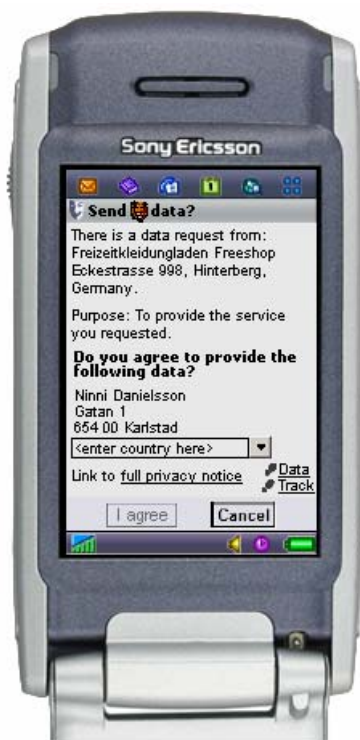 Sony Ericsson
Send data?
There is a data request from:
Freizeitkleidungladen Freeshop
Eckestrasse 998, Hinterberg,
Germany.
Purpose: To provide the service
you requested.
Do you agree to provide the
following data?
Ninni Danielsson
Gatan 1
654 00 Karlstad
<enter country here>
Link to full privacy notice
Data
Track
I agree
Cancel